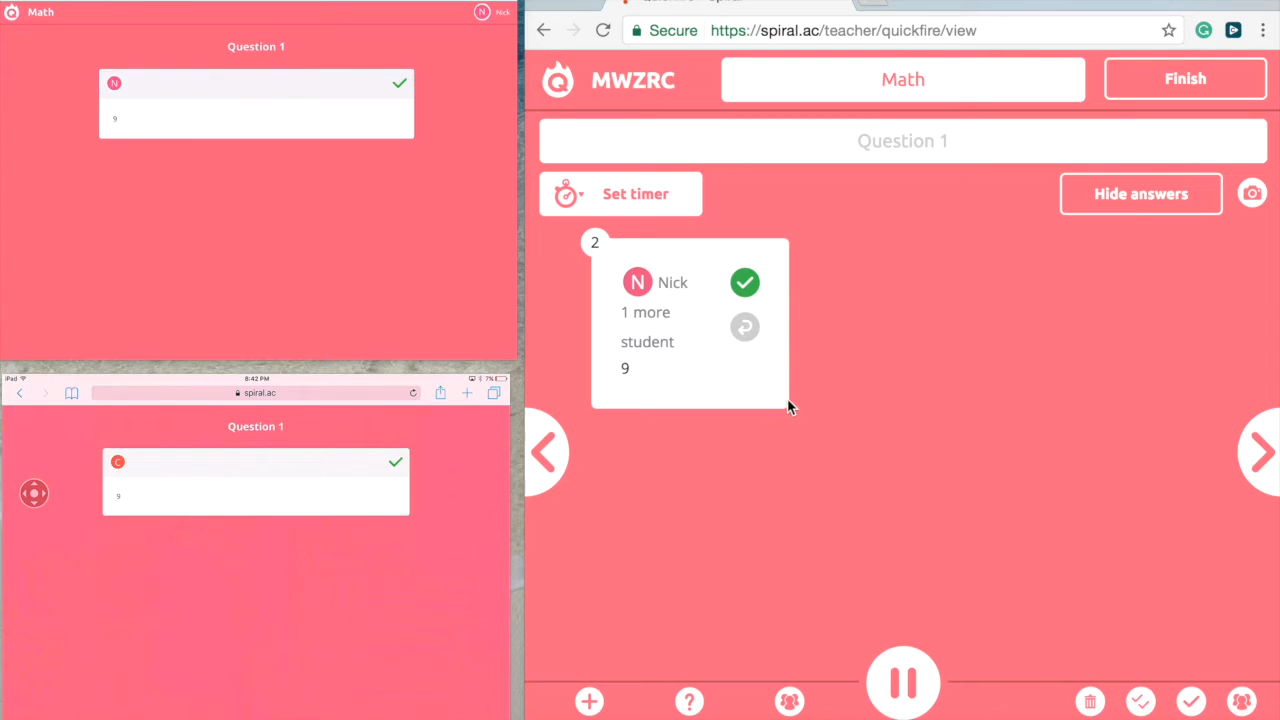 Math
N Nick
Question 1
N
9
iPad
8:42 PM
7%
spiral.ac
Question 1
C
9
Secure https://spiral.ac/teacher/quickfire/view
MWZRC
Math
Finish
Question 1
Set timer
Hide answers
2
N Nick
1 more
student
9